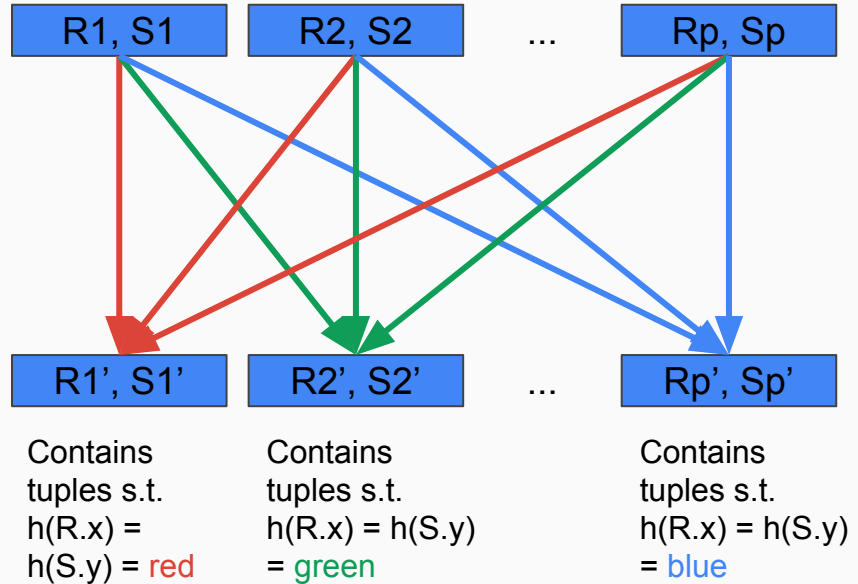 R1, S1
R2, S2
...
Rp, Sp
R1’, S1’
R2’, S2’
...
Rp’, Sp’
Contains
tuples s.t.
h(R.x) =
h(S.y) = red
Contains
tuples s.t.
h(R.x) = h(S.y)
= green
Contains
tuples s.t.
h(R.x) = h(S.y)
= blue